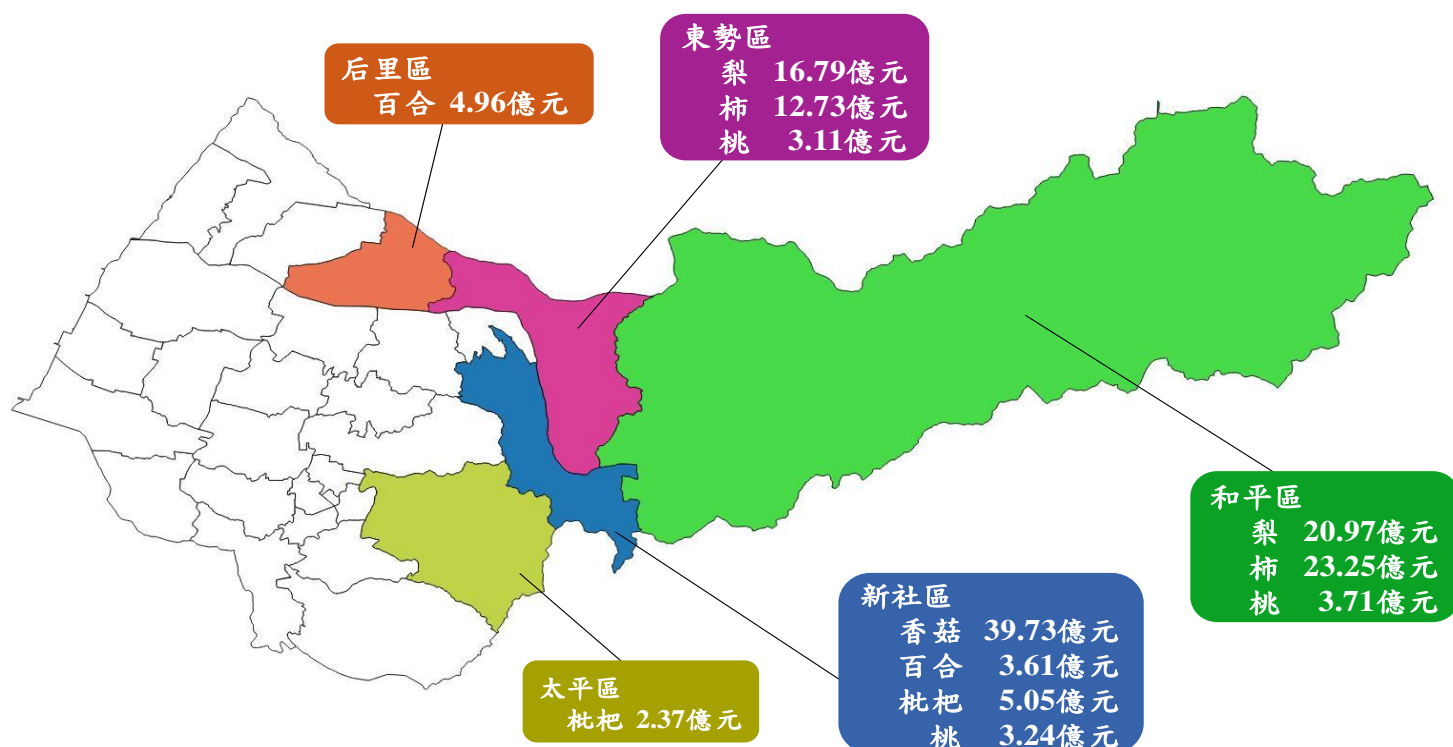 后里區
百合 4.96億元
東勢區
梨 16.79億元
柿 12.73億元
桃 3.11億元
和平區
梨 20.97億元
柿 23.25億元
桃 3.71億元
新社區
香菇 39.73億元
百合 3.61億元
枇杷 5.05億元
桃 3.24億元
太平區
枇杷 2.37億元